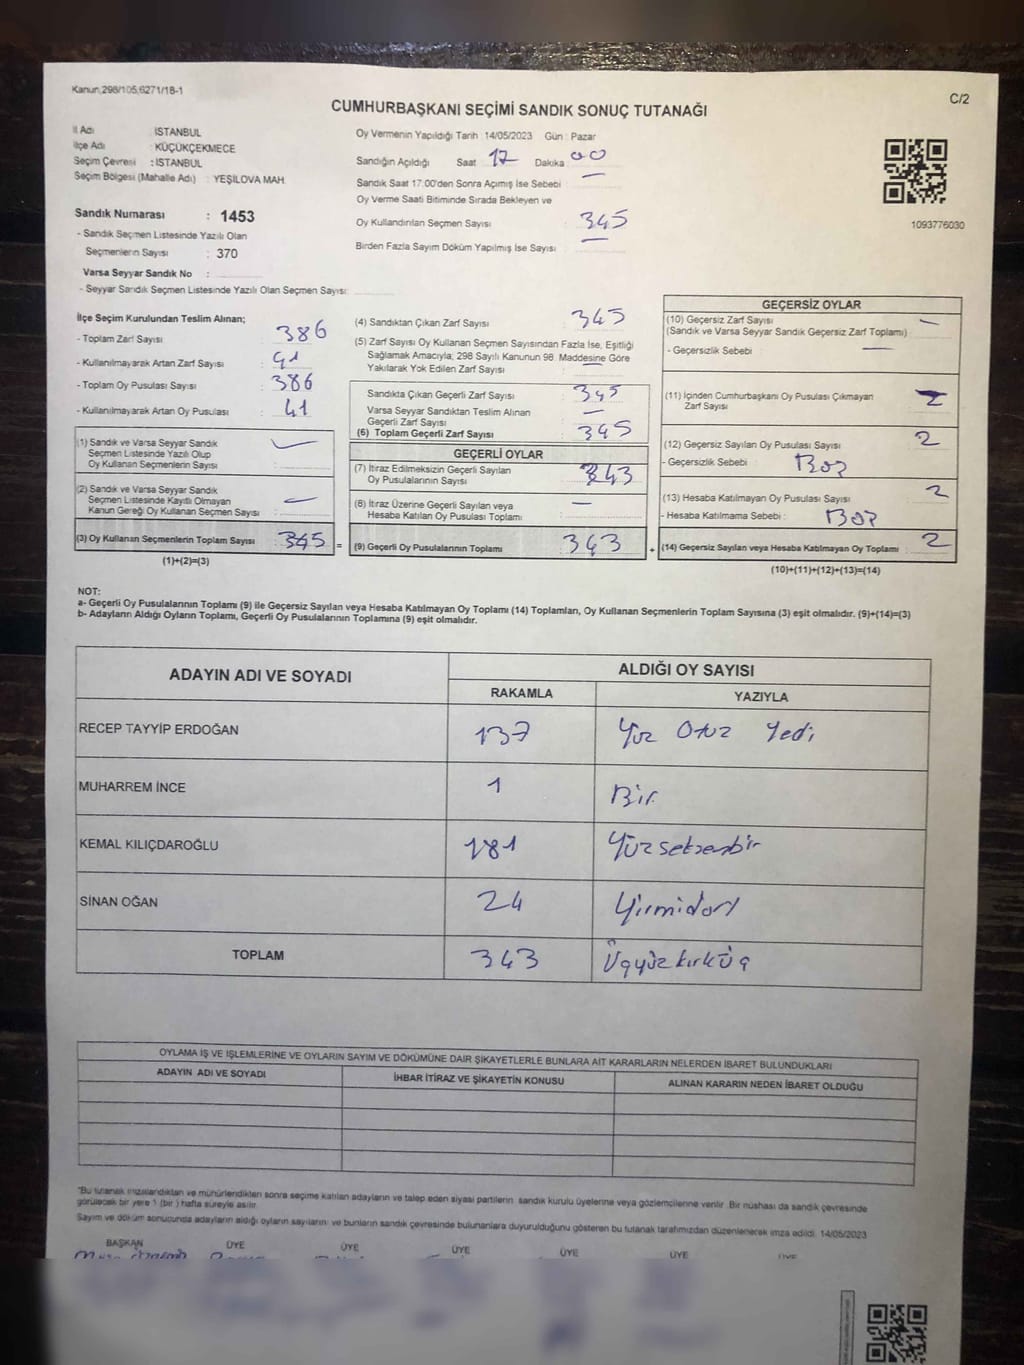 Kanun 298/105,6271/18-1
C/2
CUMHURBAŞKANI SEÇİMİ SANDIK SONUÇ TUTANAĞI
İl Adı : İSTANBUL
İlçe Adı : KÜÇÜKÇEKMECE
Seçim Çevresi : İSTANBUL
Seçim Bölgesi (Mahalle Adı) : YEŞİLOVA MAH.
Sandık Numarası : 1453
- Sandık Seçmen Listesinde Yazılı Olan
Seçmenlerin Sayısı : 370
Varsa Seyyar Sandık No :
- Seyyar Sandık Seçmen Listesinde Yazılı Olan Seçmen Sayısı:
Oy Vermenin Yapıldığı Tarih 14/05/2023 Gün : Pazar
Sandığın Açıldığı Saat 17 Dakika 00
Sandık Saat 17:00'den Sonra Açımış İse Sebebi :
Oy Verme Saati Bitiminde Sırada Bekleyen ve
Oy Kullandırılan Seçmen Sayısı : 345
Birden Fazla Sayım Döküm Yapılmış İse Sayısı
1093776030
İlçe Seçim Kurulundan Teslim Alınan;
- Toplam Zarf Sayısı : 386
- Kullanılmayarak Artan Zarf Sayısı : 41
- Toplam Oy Pusulası Sayısı : 386
- Kullanılmayarak Artan Oy Pusulası : 41
(1) Sandık ve Varsa Seyyar Sandık
Seçmen Listesinde Yazılı Olup
Oy Kullanan Seçmenlerin Sayısı :
(2) Sandık ve Varsa Seyyar Sandık
Seçmen Listesinde Kayıtlı Olmayan
Kanun Gereği Oy Kullanan Seçmen Sayısı :
(3) Oy Kullanan Seçmenlerin Toplam Sayısı : 345 =
(1)+(2)=(3)
(4) Sandıktan Çıkan Zarf Sayısı : 345
(5) Zarf Sayısı Oy Kullanan Seçmen Sayısından Fazla İse, Eşitliği
Sağlamak Amacıyla, 298 Sayılı Kanunun 98. Maddesine Göre
Yakılarak Yok Edilen Zarf Sayısı :
Sandıkta Çıkan Geçerli Zarf Sayısı : 345
Varsa Seyyar Sandıktan Teslim Alınan
Geçerli Zarf Sayısı :
(6) Toplam Geçerli Zarf Sayısı : 345
GEÇERLİ OYLAR
(7) İtiraz Edilmeksizin Geçerli Sayılan
Oy Pusulalarının Sayısı : 343
(8) İtiraz Üzerine Geçerli Sayılan veya
Hesaba Katılan Oy Pusulası Toplamı :
(9) Geçerli Oy Pusulalarının Toplamı : 343 +
GEÇERSİZ OYLAR
(10) Geçersiz Zarf Sayısı
(Sandık ve Varsa Seyyar Sandık Geçersiz Zarf Toplamı) :
- Geçersizlik Sebebi :
(11) İçinden Cumhurbaşkanı Oy Pusulası Çıkmayan
Zarf Sayısı :
(12) Geçersiz Sayılan Oy Pusulası Sayısı : 2
- Geçersizlik Sebebi :
(13) Hesaba Katılmayan Oy Pusulası Sayısı : 2
- Hesaba Katılmama Sebebi :
(14) Geçersiz Sayılan veya Hesaba Katılmayan Oy Toplamı : 2
(10)+(11)+(12)+(13)=(14)
NOT:
a- Geçerli Oy Pusulalarının Toplamı (9) ile Geçersiz Sayılan veya Hesaba Katılmayan Oy Toplamı (14) Toplamları, Oy Kullanan Seçmenlerin Toplam Sayısına (3) eşit olmalıdır. (9)+(14)=(3)
b- Adayların Aldığı Oyların Toplamı, Geçerli Oy Pusulalarının Toplamına (9) eşit olmalıdır.
ADAYIN ADI VE SOYADI
ALDIĞI OY SAYISI
RAKAMLA YAZIYLA
RECEP TAYYİP ERDOĞAN 137 Yüz Otuz Yedi
MUHARREM İNCE 1 Bir
KEMAL KILIÇDAROĞLU 181 Yüzseksenbir
SİNAN OĞAN 24 Yirmidört
TOPLAM 343 Üçyüzkırküç
OYLAMA İŞ VE İŞLEMLERİNE VE OYLARIN SAYIM VE DÖKÜMÜNE DAİR ŞİKAYETLERLE BUNLARA AİT KARARLARIN NELERDEN İBARET BULUNDUKLARI
ADAYIN ADI VE SOYADI İHBAR İTİRAZ VE ŞİKAYETİN KONUSU ALINAN KARARIN NEDEN İBARET OLDUĞU
*Bu tutanak imzalandıktan ve mühürlendikten sonra seçime katılan adayların ve talep eden siyasi partilerin sandık kurulu üyelerine veya gözlemcilerine verilir. Bir nüshası da sandık çevresinde
görülecek bir yere 1 (bir) hafta süreyle asılır.
Sayım ve döküm sonucunda adayların aldığı oyların sayılarını ve bunların sandık çevresinde bulunanlara duyurulduğunu gösteren bu tutanak tarafımızdan düzenlenerek imza edildi. 14/05/2023
BAŞKAN ÜYE ÜYE ÜYE ÜYE ÜYE ÜYE